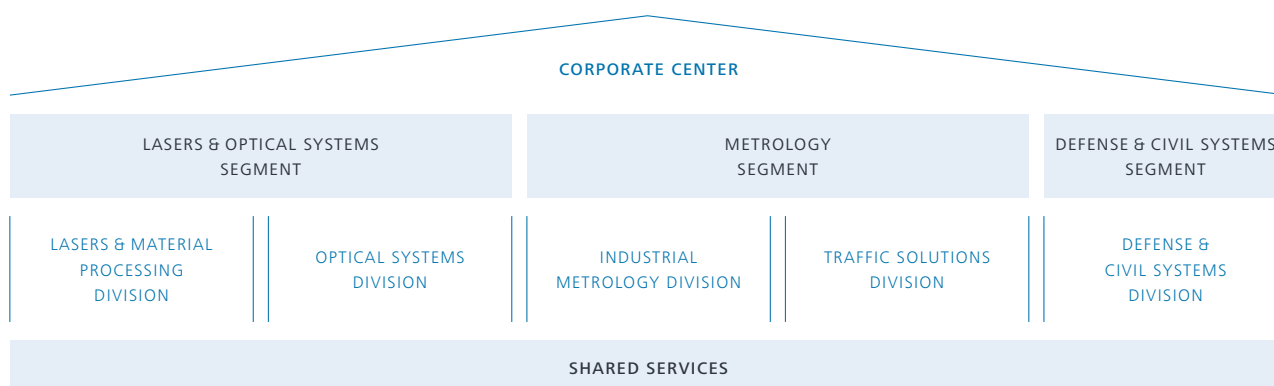 CORPORATE CENTER
LASERS & OPTICAL SYSTEMS
SEGMENT
METROLOGY
SEGMENT
DEFENSE & CIVIL SYSTEMS
SEGMENT
LASERS & MATERIAL
PROCESSING
DIVISION
OPTICAL SYSTEMS
DIVISION
INDUSTRIAL
METROLOGY DIVISION
TRAFFIC SOLUTIONS
DIVISION
DEFENSE &
CIVIL SYSTEMS
DIVISION
SHARED SERVICES